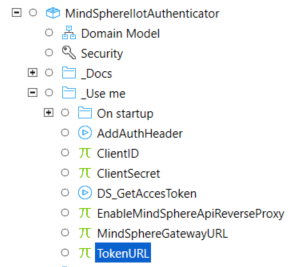 MindSphereIIotAuthenticator
Domain Model
Security
_Docs
_Use me
On startup
AddAuthHeader
ClientID
ClientSecret
DS_GetAccesToken
EnableMindSphereApiReverseProxy
MindSphereGatewayURL
TokenURL